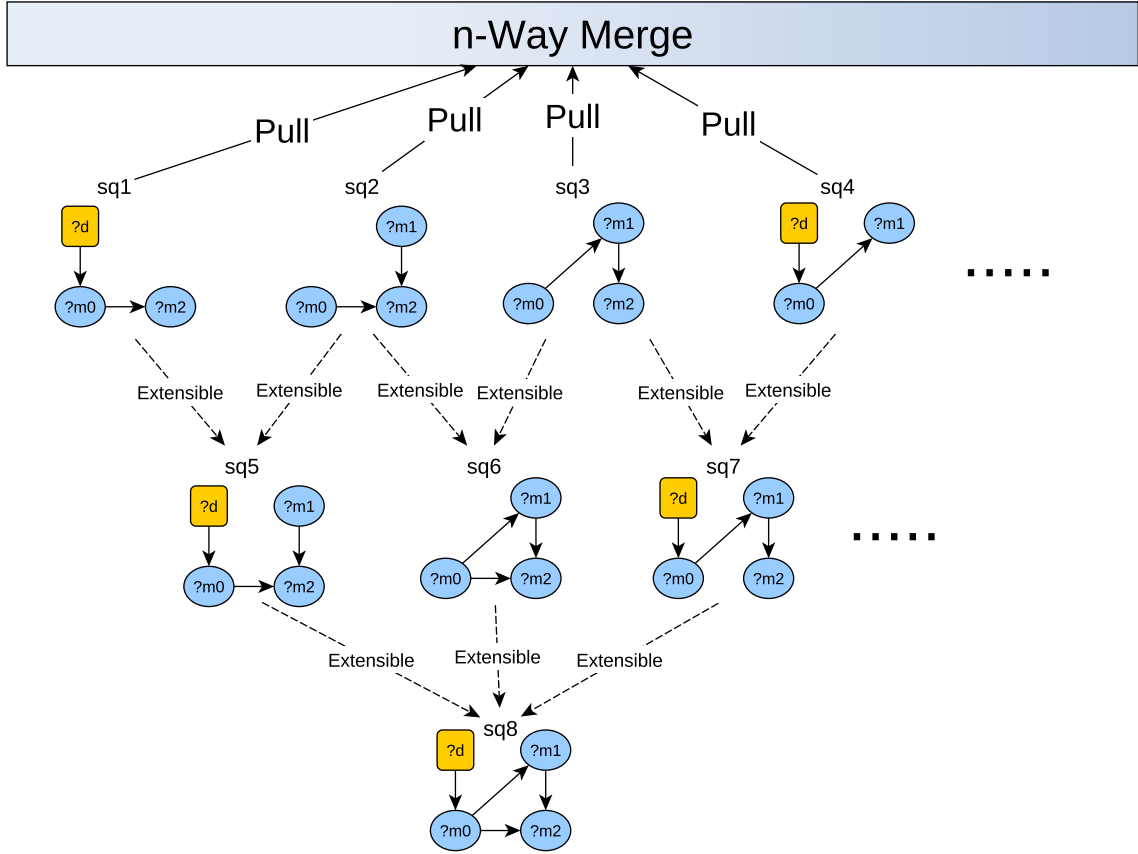 n-Way Merge
Pull Pull Pull Pull
sq1 sq2 sq3 sq4
?d ?m1 ?m1 ?d ?m1
?m0 ?m2 ?m0 ?m2 ?m0 ?m2 ?m0
.....
Extensible Extensible Extensible Extensible Extensible Extensible
sq5 sq6 sq7
?d ?m1 ?m1 ?d ?m1
?m0 ?m2 ?m0 ?m2 ?m0 ?m2
.....
Extensible Extensible Extensible
sq8
?d ?m1
?m0 ?m2